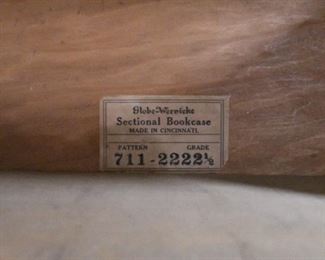 Globe-Wernicke
Sectional Bookcase
MADE IN CINCINNATI.
PATTERN GRADE
711-2222½